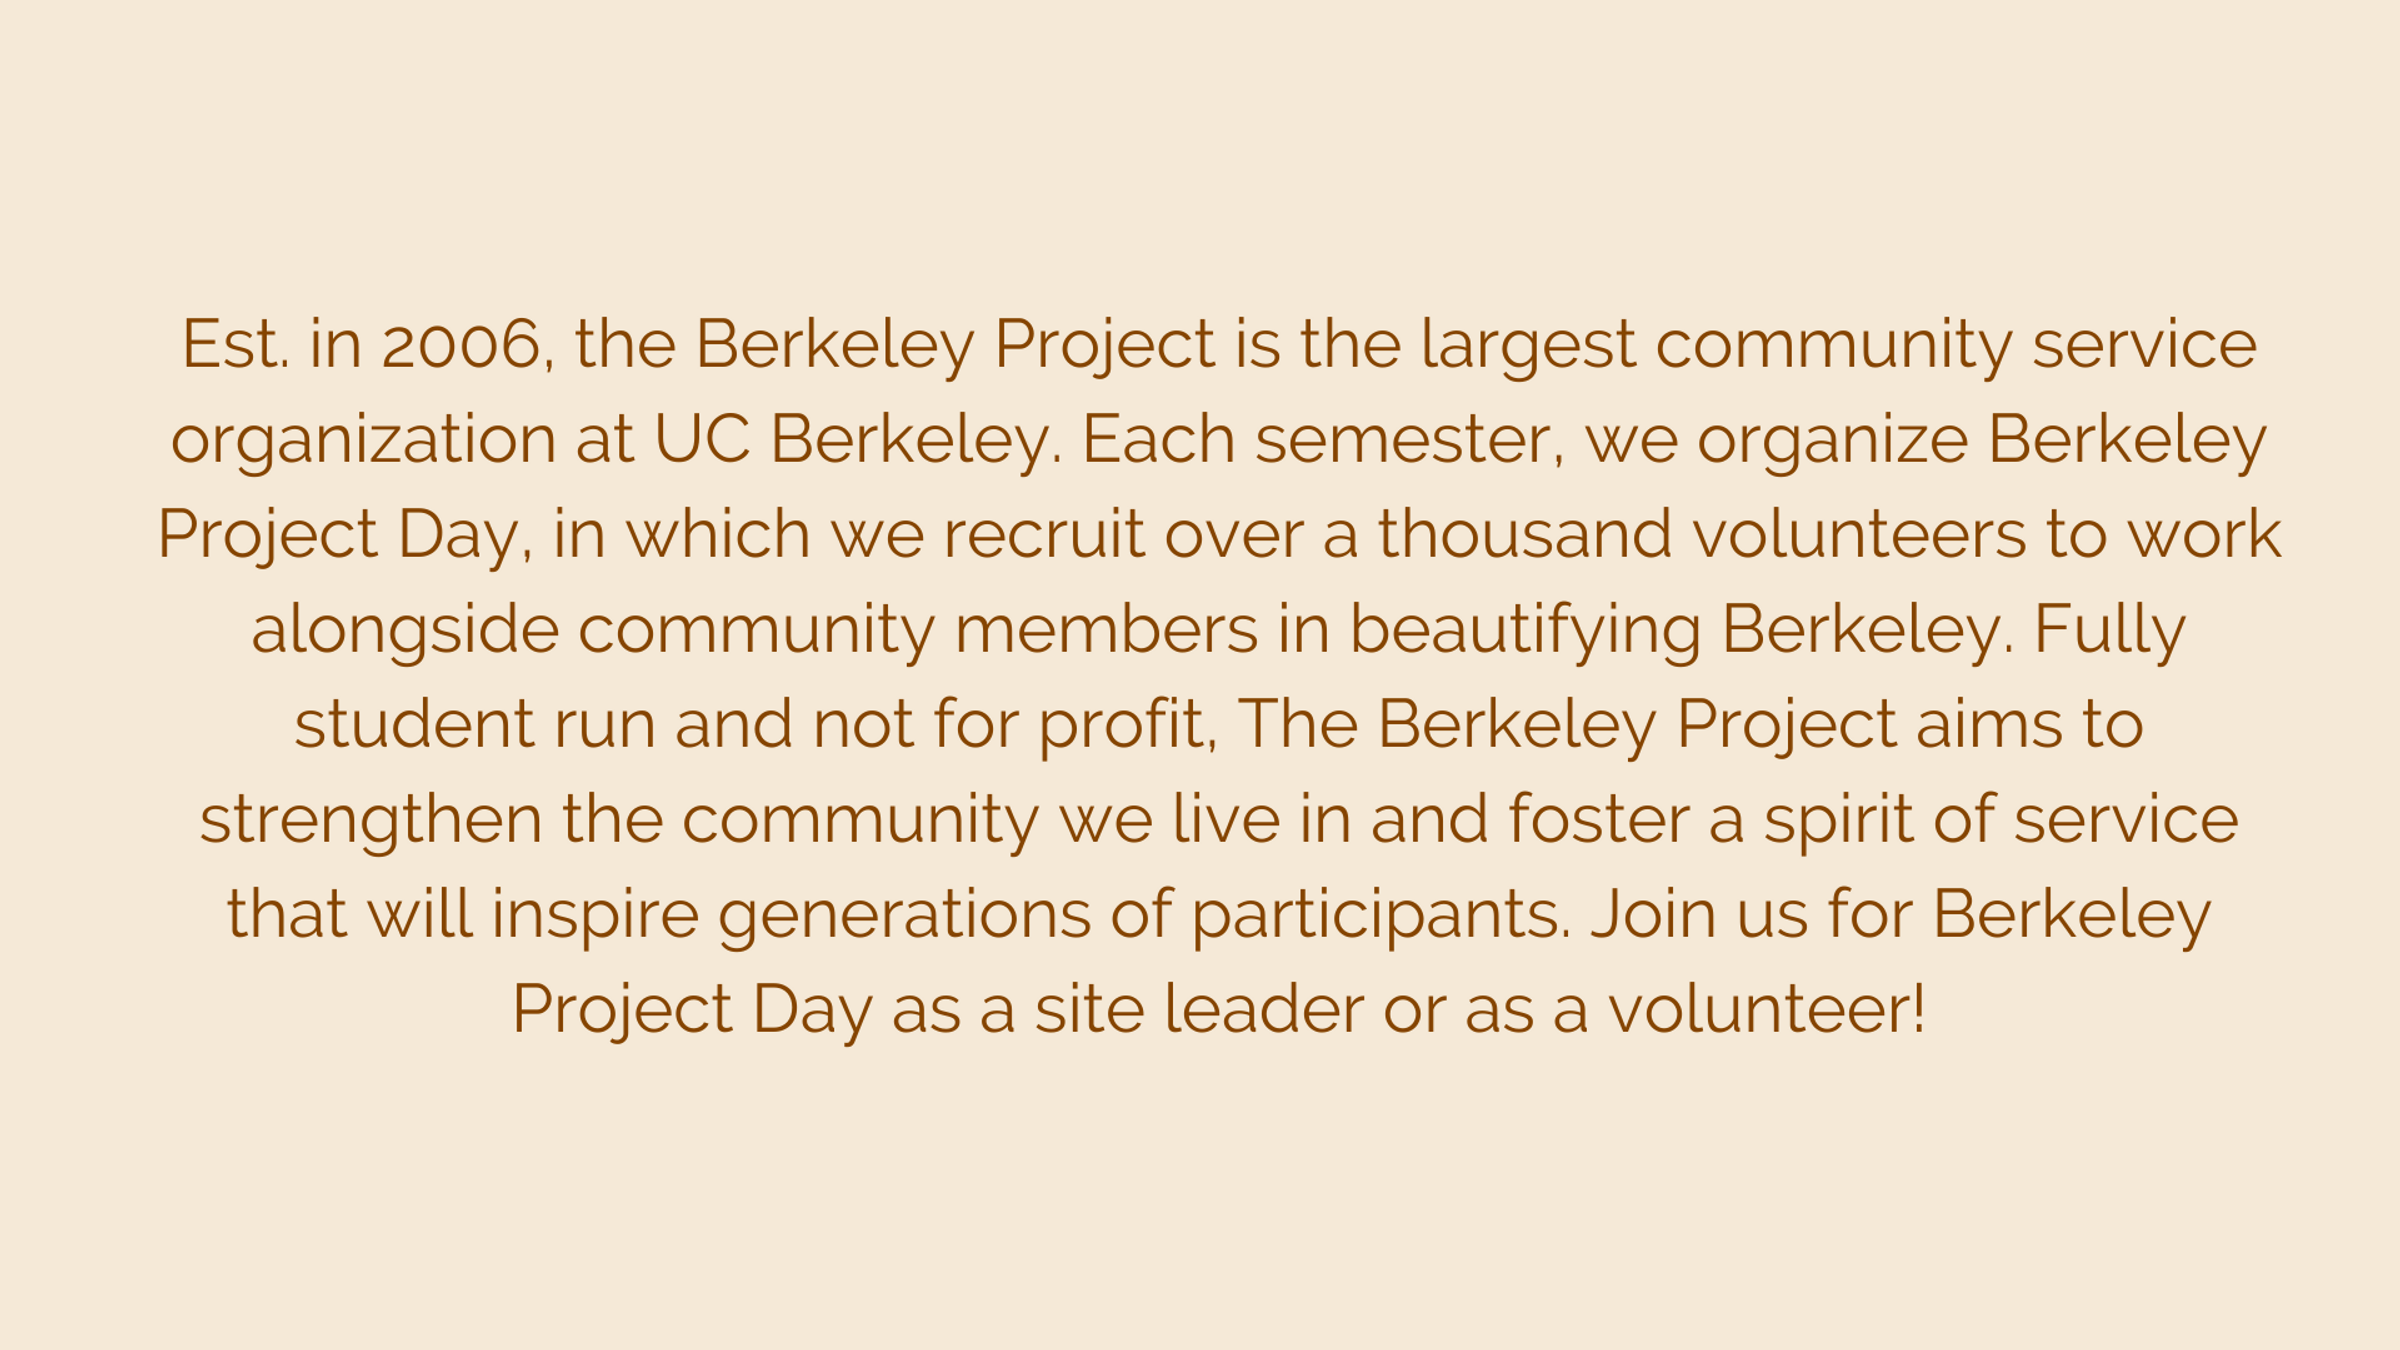 Est. in 2006, the Berkeley Project is the largest community service
organization at UC Berkeley. Each semester, we organize Berkeley
Project Day, in which we recruit over a thousand volunteers to work
alongside community members in beautifying Berkeley. Fully
student run and not for profit, The Berkeley Project aims to
strengthen the community we live in and foster a spirit of service
that will inspire generations of participants. Join us for Berkeley
Project Day as a site leader or as a volunteer!